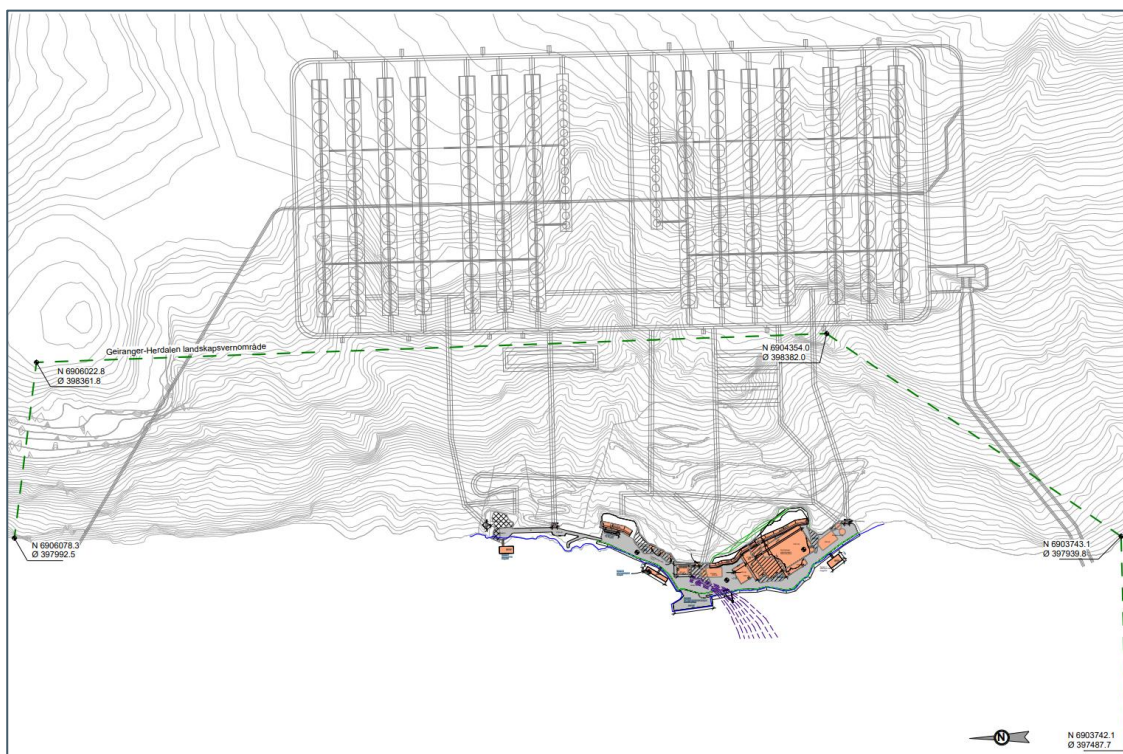 Geiranger-Herdalen landskapsvernområde
N 6906022.8
Ø 398361.8
N 6904354.0
Ø 398382.0
N 6906078.3
Ø 397992.5
N 6903743.1
Ø 397939.8
N
N 6903742.1
Ø 397487.7